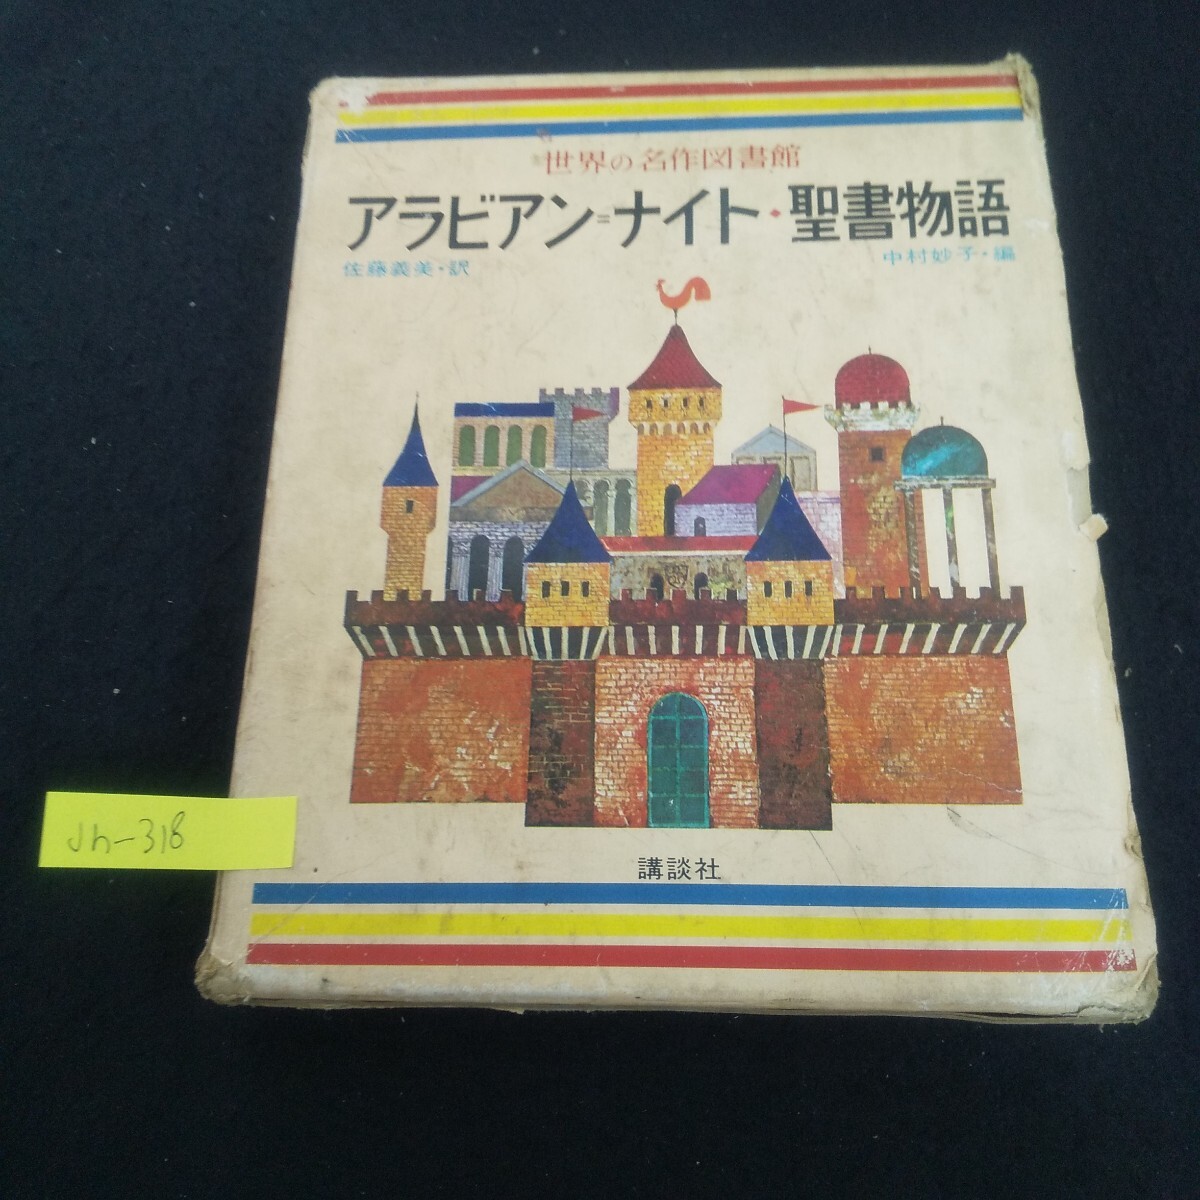 世界の名作図書館
アラビアン=ナイト・聖書物語
佐藤義美・訳
中村妙子・編
講談社
Jh-318